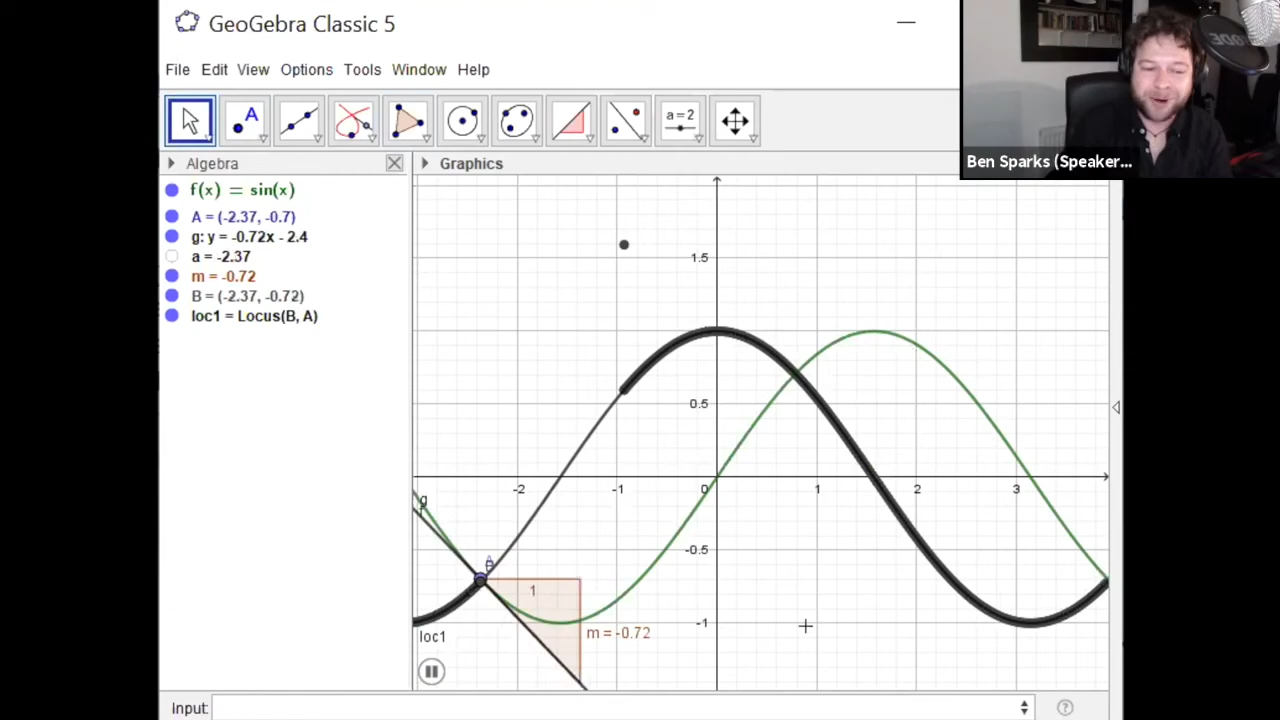 GeoGebra Classic 5
File Edit View Options Tools Window Help
A
a = 2
Algebra
Graphics
Ben Sparks (Speaker...
f(x) = sin(x)
A = (-2.37, -0.7)
g: y = -0.72x - 2.4
a = -2.37
m = -0.72
B = (-2.37, -0.72)
loc1 = Locus(B, A)
1.5
0.5
-2 -1 0 1 2 3
g
f
-0.5
1
-1
m = -0.72
loc1
Input:
?
RODE